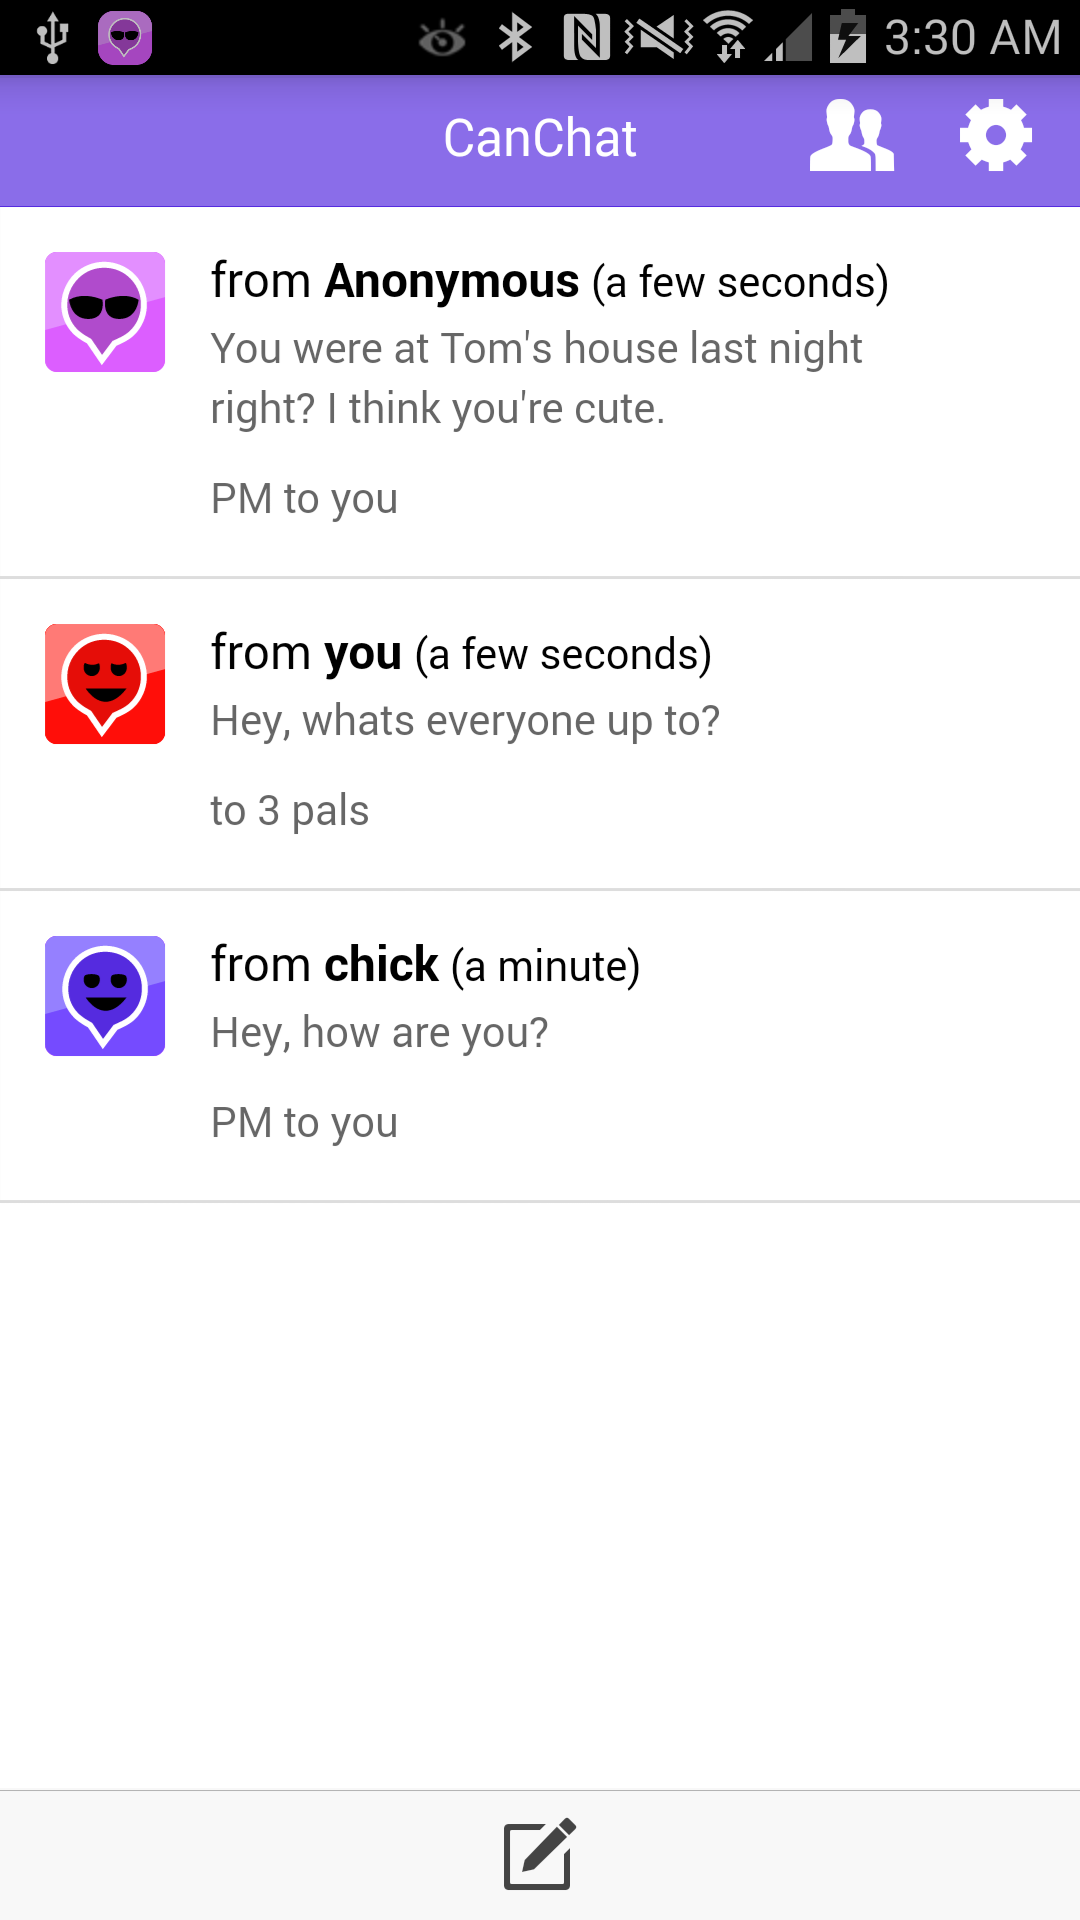 3:30 AM
CanChat
from Anonymous (a few seconds)
You were at Tom's house last night
right? I think you're cute.
PM to you
from you (a few seconds)
Hey, whats everyone up to?
to 3 pals
from chick (a minute)
Hey, how are you?
PM to you